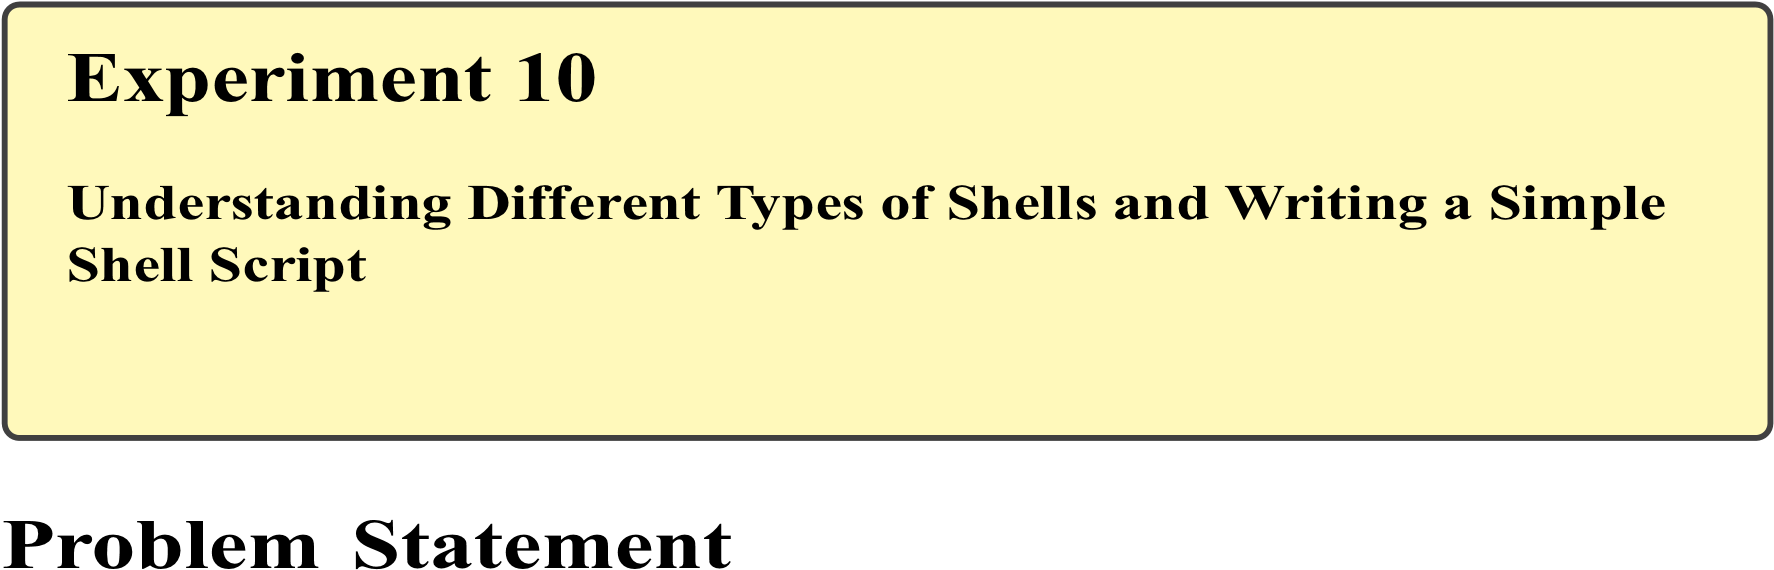 Experiment 10
Understanding Different Types of Shells and Writing a Simple
Shell Script
Problem Statement